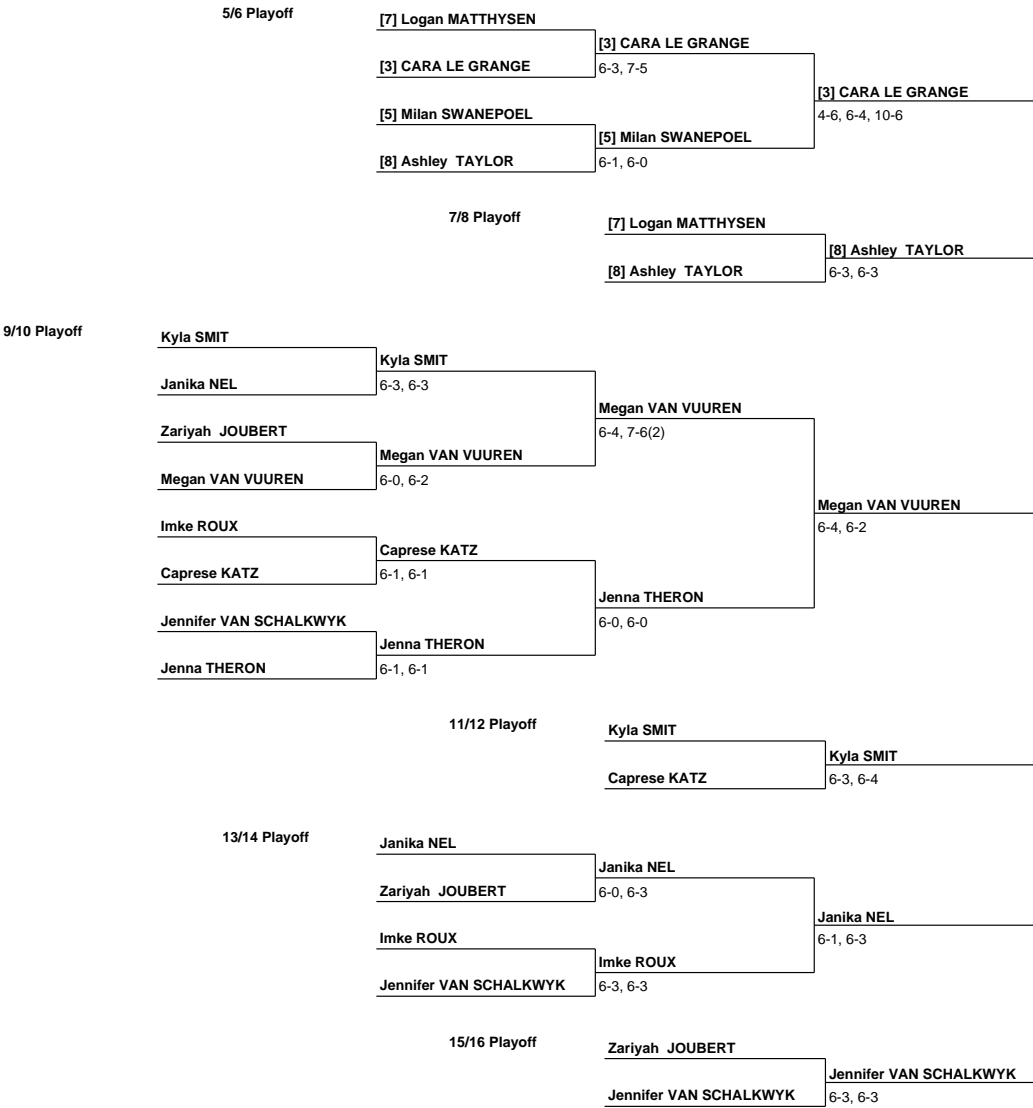 5/6 Playoff
[7] Logan MATTHYSEN
[3] CARA LE GRANGE
[3] CARA LE GRANGE
6-3, 7-5
[3] CARA LE GRANGE
4-6, 6-4, 10-6
[5] Milan SWANEPOEL
[5] Milan SWANEPOEL
[8] Ashley TAYLOR
6-1, 6-0
7/8 Playoff
[7] Logan MATTHYSEN
[8] Ashley TAYLOR
[8] Ashley TAYLOR
6-3, 6-3
9/10 Playoff
Kyla SMIT
Kyla SMIT
Janika NEL
6-3, 6-3
Megan VAN VUUREN
6-4, 7-6(2)
Zariyah JOUBERT
Megan VAN VUUREN
Megan VAN VUUREN
6-0, 6-2
Megan VAN VUUREN
6-4, 6-2
Imke ROUX
Caprese KATZ
Caprese KATZ
6-1, 6-1
Jenna THERON
6-0, 6-0
Jennifer VAN SCHALKWYK
Jenna THERON
Jenna THERON
6-1, 6-1
11/12 Playoff
Kyla SMIT
Kyla SMIT
Caprese KATZ
6-3, 6-4
13/14 Playoff
Janika NEL
Janika NEL
Zariyah JOUBERT
6-0, 6-3
Janika NEL
6-1, 6-3
Imke ROUX
Imke ROUX
Jennifer VAN SCHALKWYK
6-3, 6-3
15/16 Playoff
Zariyah JOUBERT
Jennifer VAN SCHALKWYK
Jennifer VAN SCHALKWYK
6-3, 6-3